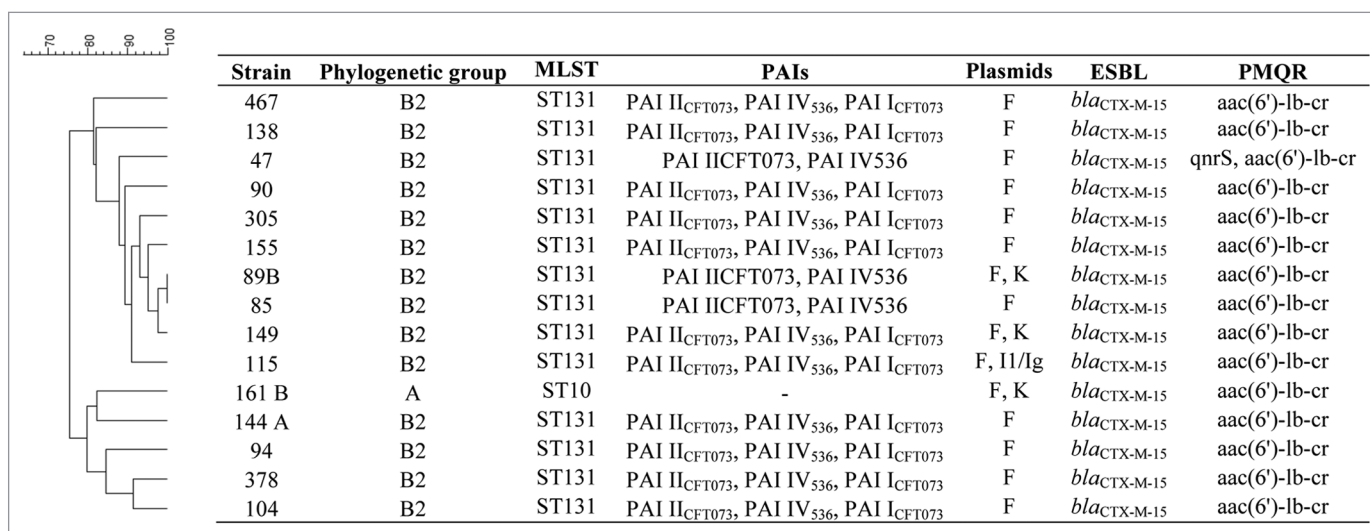 70 80 90 100
Strain Phylogenetic group MLST PAIs Plasmids ESBL PMQR
467 B2 ST131 PAI IICFT073, PAI IV536, PAI ICFT073 F blaCTX-M-15 aac(6')-lb-cr
138 B2 ST131 PAI IICFT073, PAI IV536, PAI ICFT073 F blaCTX-M-15 aac(6')-lb-cr
47 B2 ST131 PAI IICFT073, PAI IV536 F blaCTX-M-15 qnrS, aac(6')-lb-cr
90 B2 ST131 PAI IICFT073, PAI IV536, PAI ICFT073 F blaCTX-M-15 aac(6')-lb-cr
305 B2 ST131 PAI IICFT073, PAI IV536, PAI ICFT073 F blaCTX-M-15 aac(6')-lb-cr
155 B2 ST131 PAI IICFT073, PAI IV536, PAI ICFT073 F blaCTX-M-15 aac(6')-lb-cr
89B B2 ST131 PAI IICFT073, PAI IV536 F, K blaCTX-M-15 aac(6')-lb-cr
85 B2 ST131 PAI IICFT073, PAI IV536 F blaCTX-M-15 aac(6')-lb-cr
149 B2 ST131 PAI IICFT073, PAI IV536, PAI ICFT073 F, K blaCTX-M-15 aac(6')-lb-cr
115 B2 ST131 PAI IICFT073, PAI IV536, PAI ICFT073 F, I1/Ig blaCTX-M-15 aac(6')-lb-cr
161 B A ST10 - F, K blaCTX-M-15 aac(6')-lb-cr
144 A B2 ST131 PAI IICFT073, PAI IV536, PAI ICFT073 F blaCTX-M-15 aac(6')-lb-cr
94 B2 ST131 PAI IICFT073, PAI IV536, PAI ICFT073 F blaCTX-M-15 aac(6')-lb-cr
378 B2 ST131 PAI IICFT073, PAI IV536, PAI ICFT073 F blaCTX-M-15 aac(6')-lb-cr
104 B2 ST131 PAI IICFT073, PAI IV536, PAI ICFT073 F blaCTX-M-15 aac(6')-lb-cr